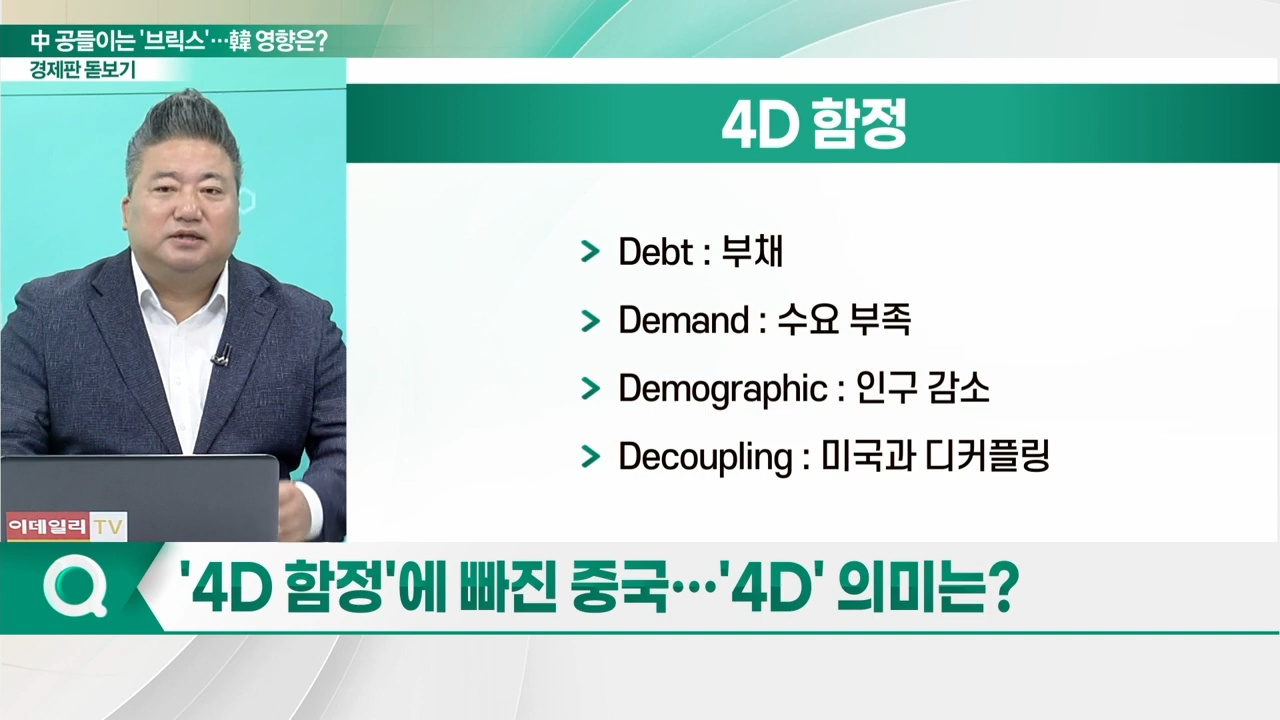 中 공들이는 '브릭스'…韓 영향은?
경제판 돋보기
4D 함정
> Debt : 부채
> Demand : 수요 부족
> Demographic : 인구 감소
> Decoupling : 미국과 디커플링
이데일리 TV
'4D 함정'에 빠진 중국…'4D' 의미는?